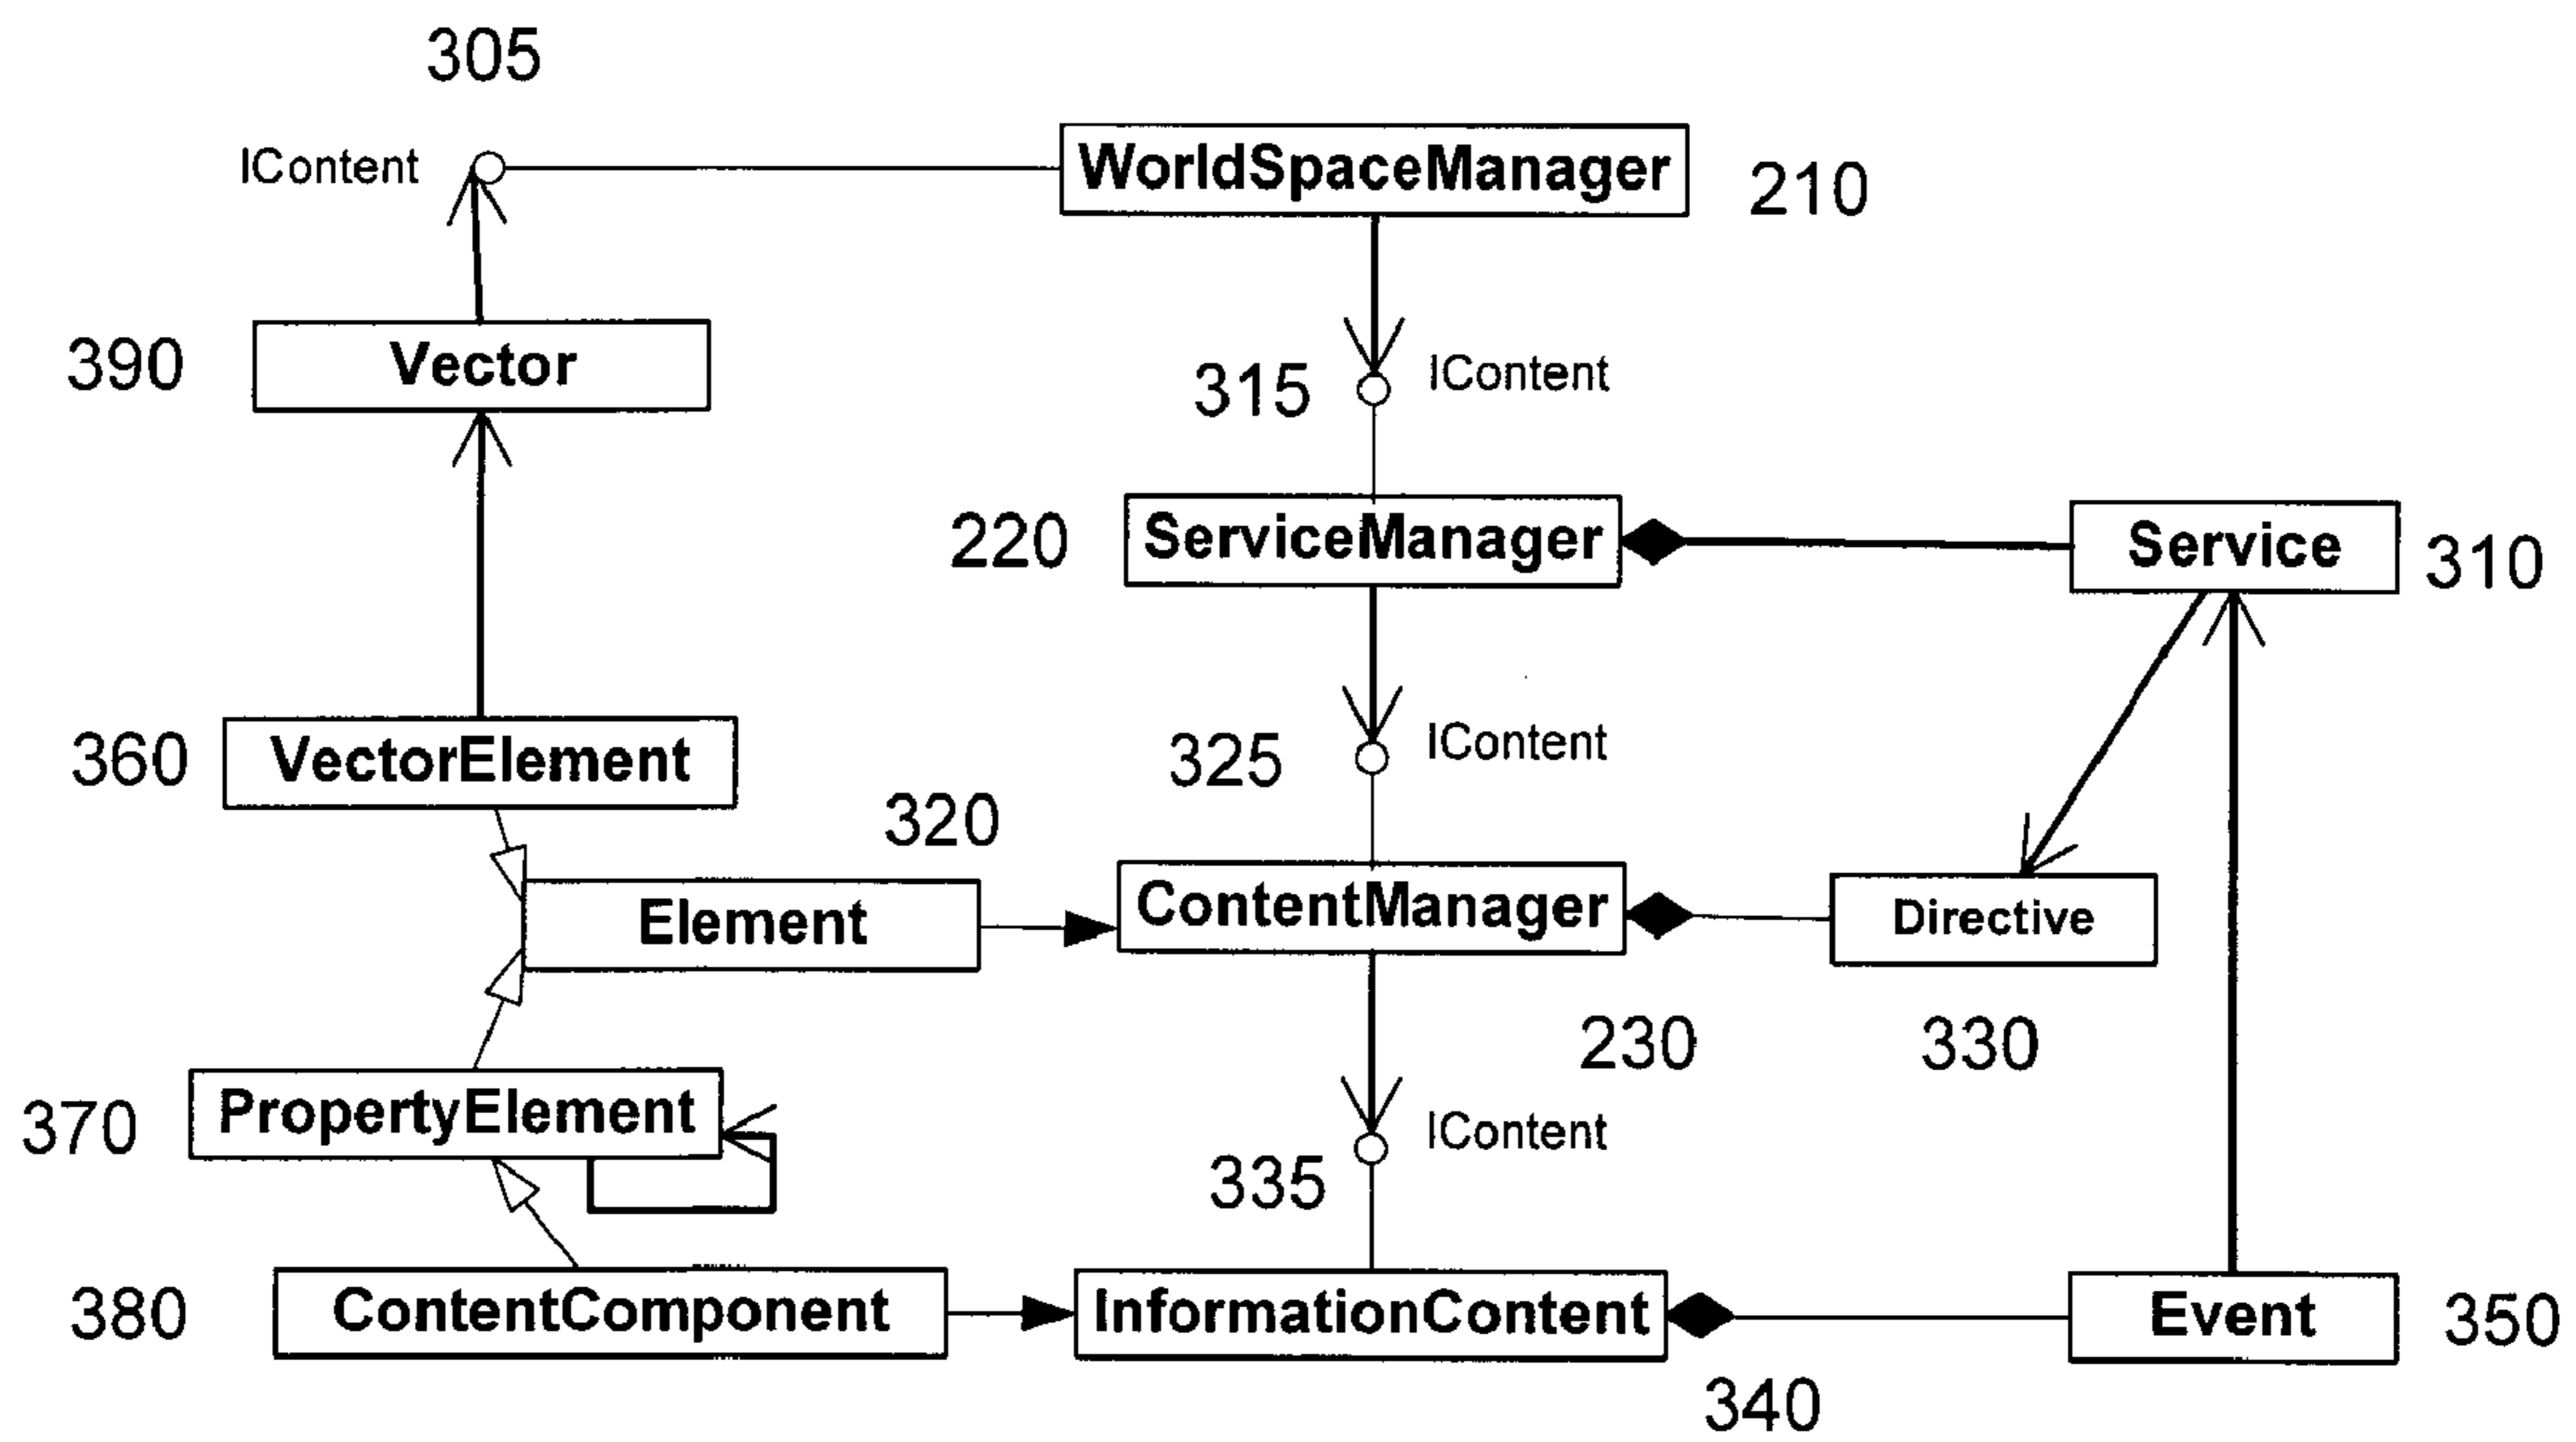 305
IContent
WorldSpaceManager
210
390
Vector
315
IContent
220
ServiceManager
Service
310
360
VectorElement
325
IContent
320
Element
ContentManager
Directive
230
330
370
PropertyElement
335
IContent
380
ContentComponent
InformationContent
Event
350
340